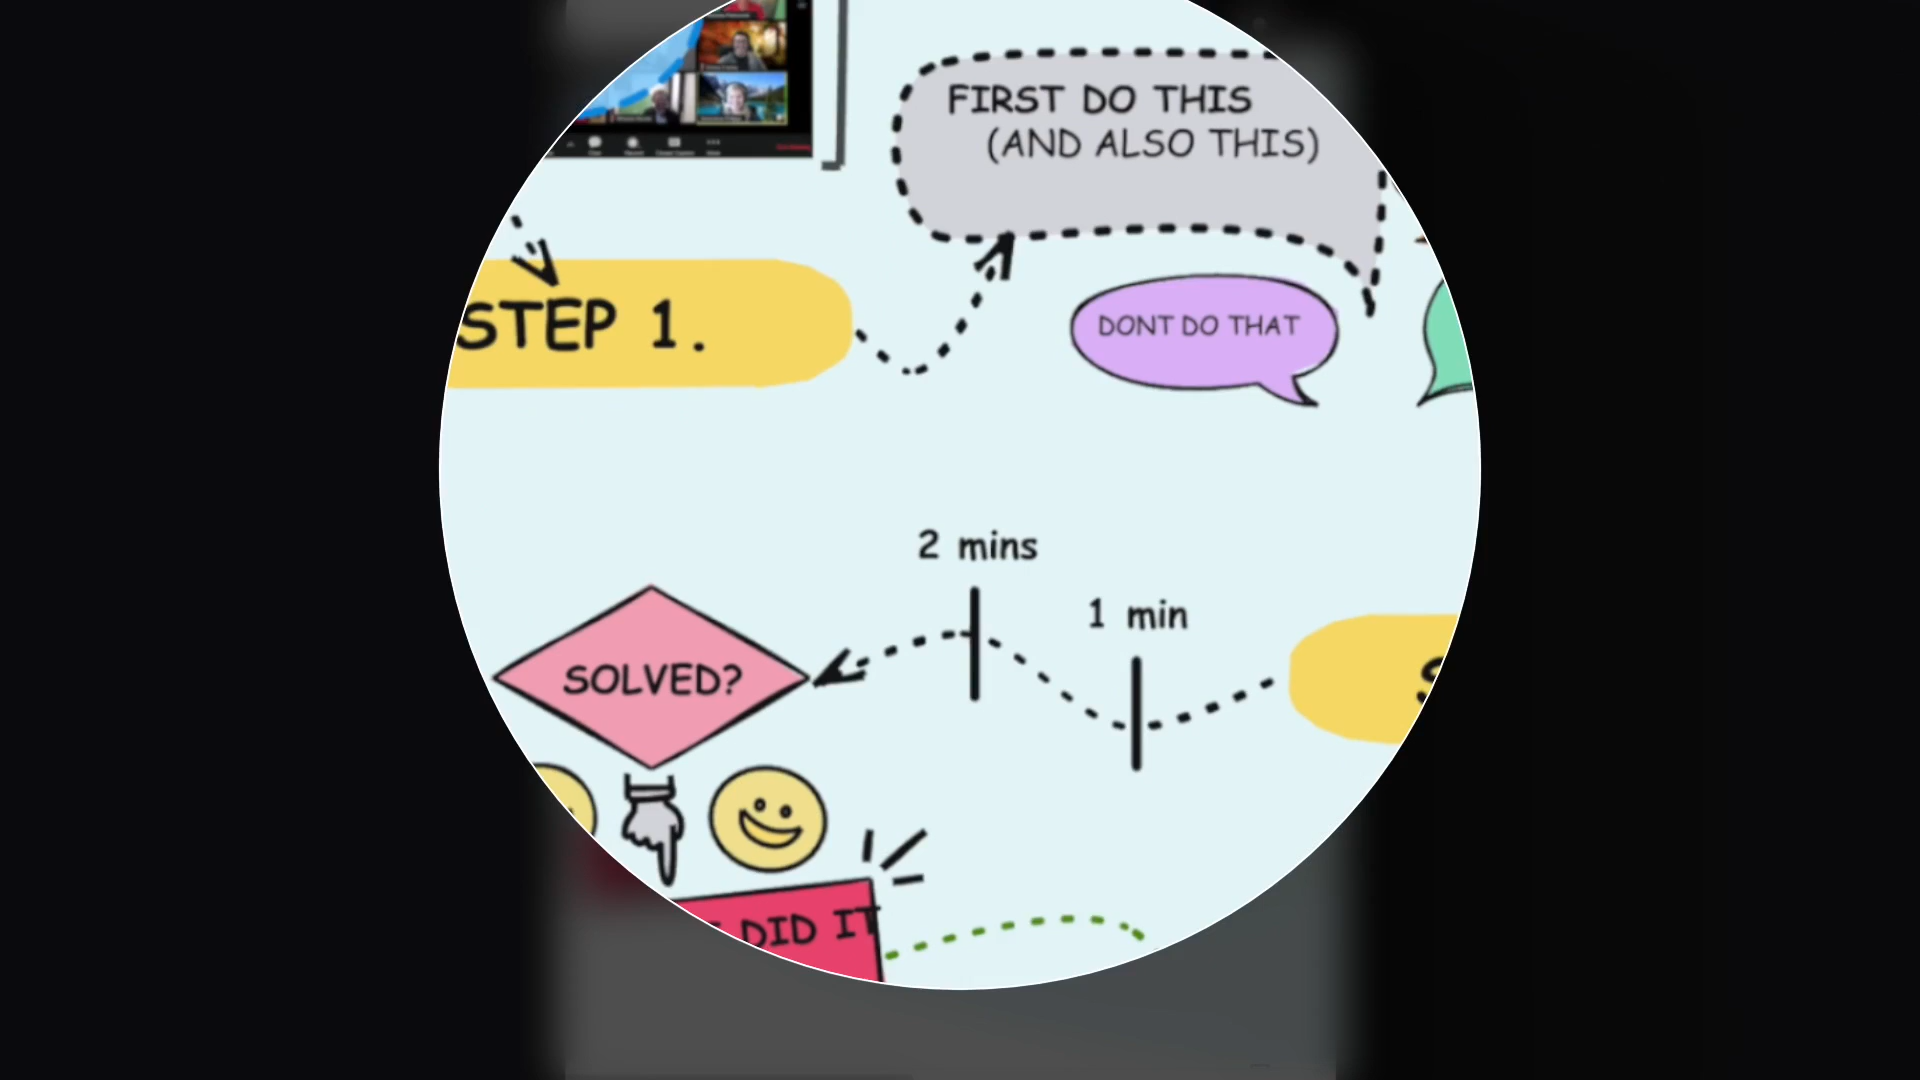 FIRST DO THIS
(AND ALSO THIS)
STEP 1.
DONT DO THAT
2 mins
1 min
SOLVED?
DID IT